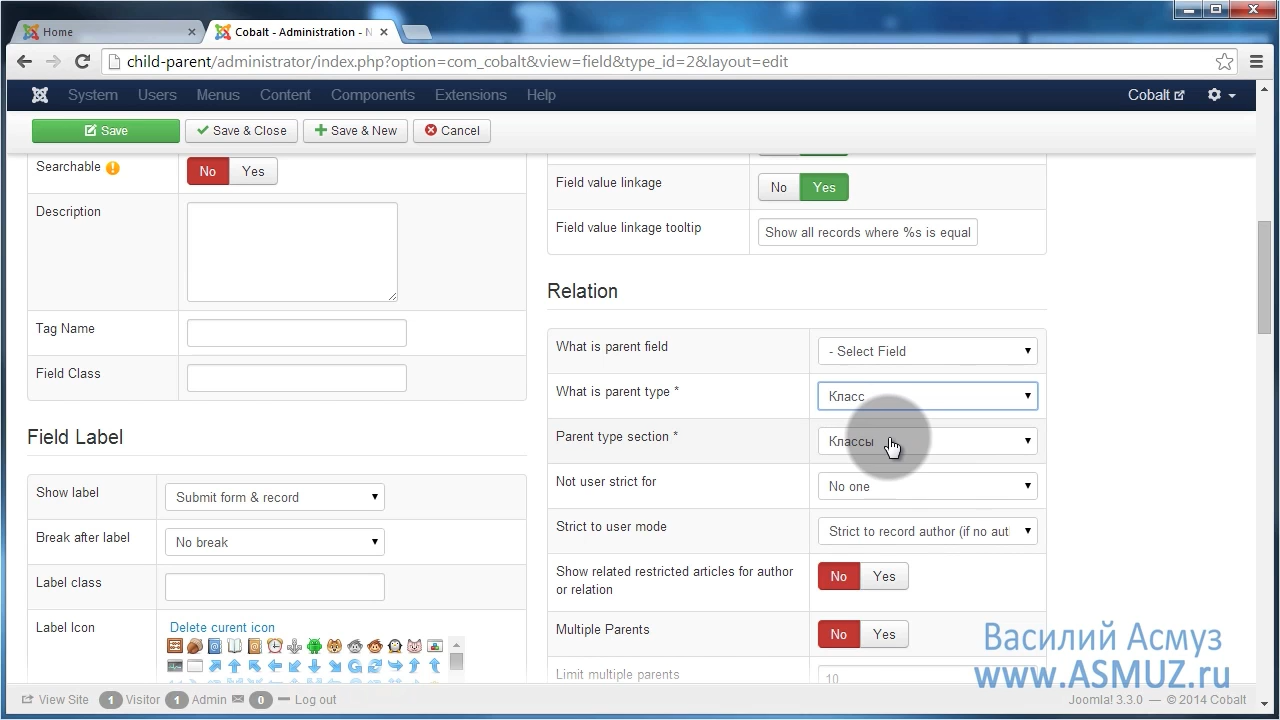 Home
Cobalt - Administration - N
child-parent/administrator/index.php?option=com_cobalt&view=field&type_id=2&layout=edit
System Users Menus Content Components Extensions Help Cobalt
Save Save & Close Save & New Cancel
Searchable No Yes
Description
Tag Name
Field Class
Field Label
Show label Submit form & record
Break after label No break
Label class
Label Icon Delete curent icon
Field value linkage No Yes
Field value linkage tooltip Show all records where %s is equal
Relation
What is parent field - Select Field
What is parent type * Класс
Parent type section * Классы
Not user strict for No one
Strict to user mode Strict to record author (if no aut
Show related restricted articles for author
or relation No Yes
Multiple Parents No Yes
Limit multiple parents 10
Василий Асмуз
www.ASMUZ.ru
View Site 1 Visitor 1 Admin 0 Log out Joomla! 3.3.0 — © 2014 Cobalt